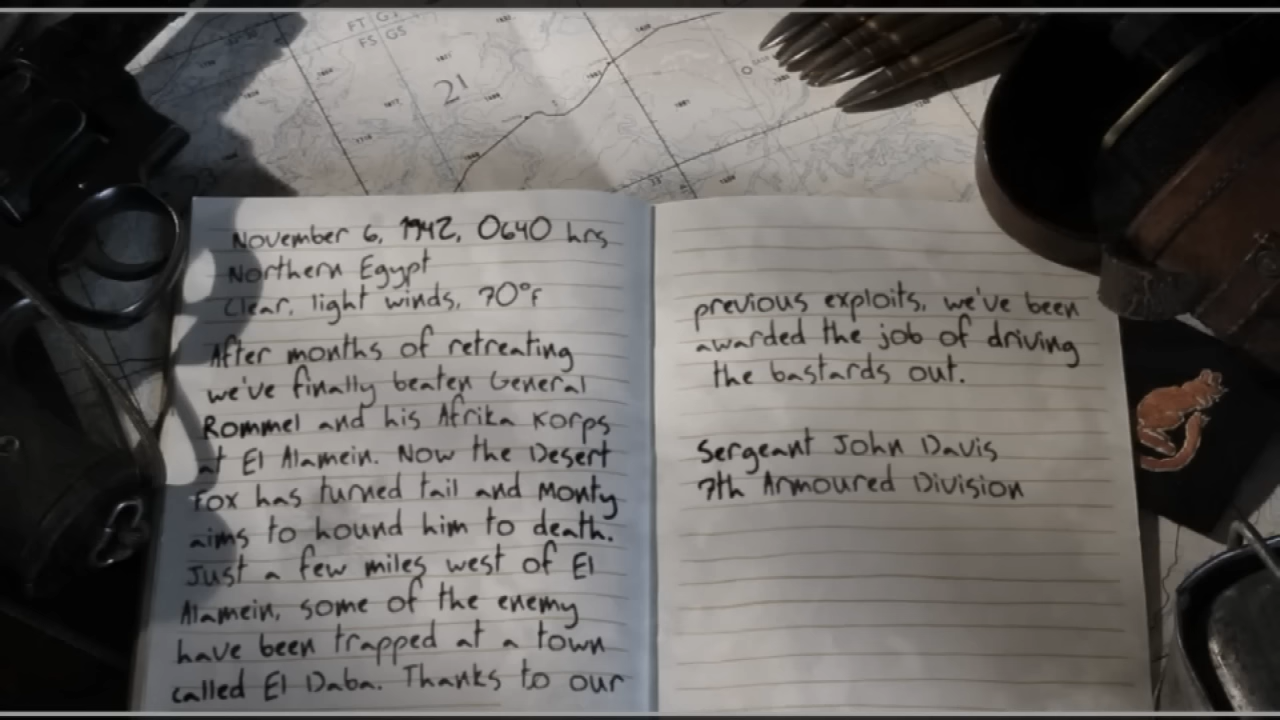 FT G
FS GS
21
November 6, 1942, 0640 hrs
Northern Egypt
Clear, light winds, 70°F
After months of retreating
we've finally beaten General
Rommel and his Afrika Korps
at El Alamein. Now the Desert
Fox has turned tail and Monty
aims to hound him to death.
Just a few miles west of El
Alamein, some of the enemy
have been trapped at a town
called El Daba. Thanks to our
previous exploits, we've been
awarded the job of driving
the bastards out.
Sergeant John Davis
7th Armoured Division